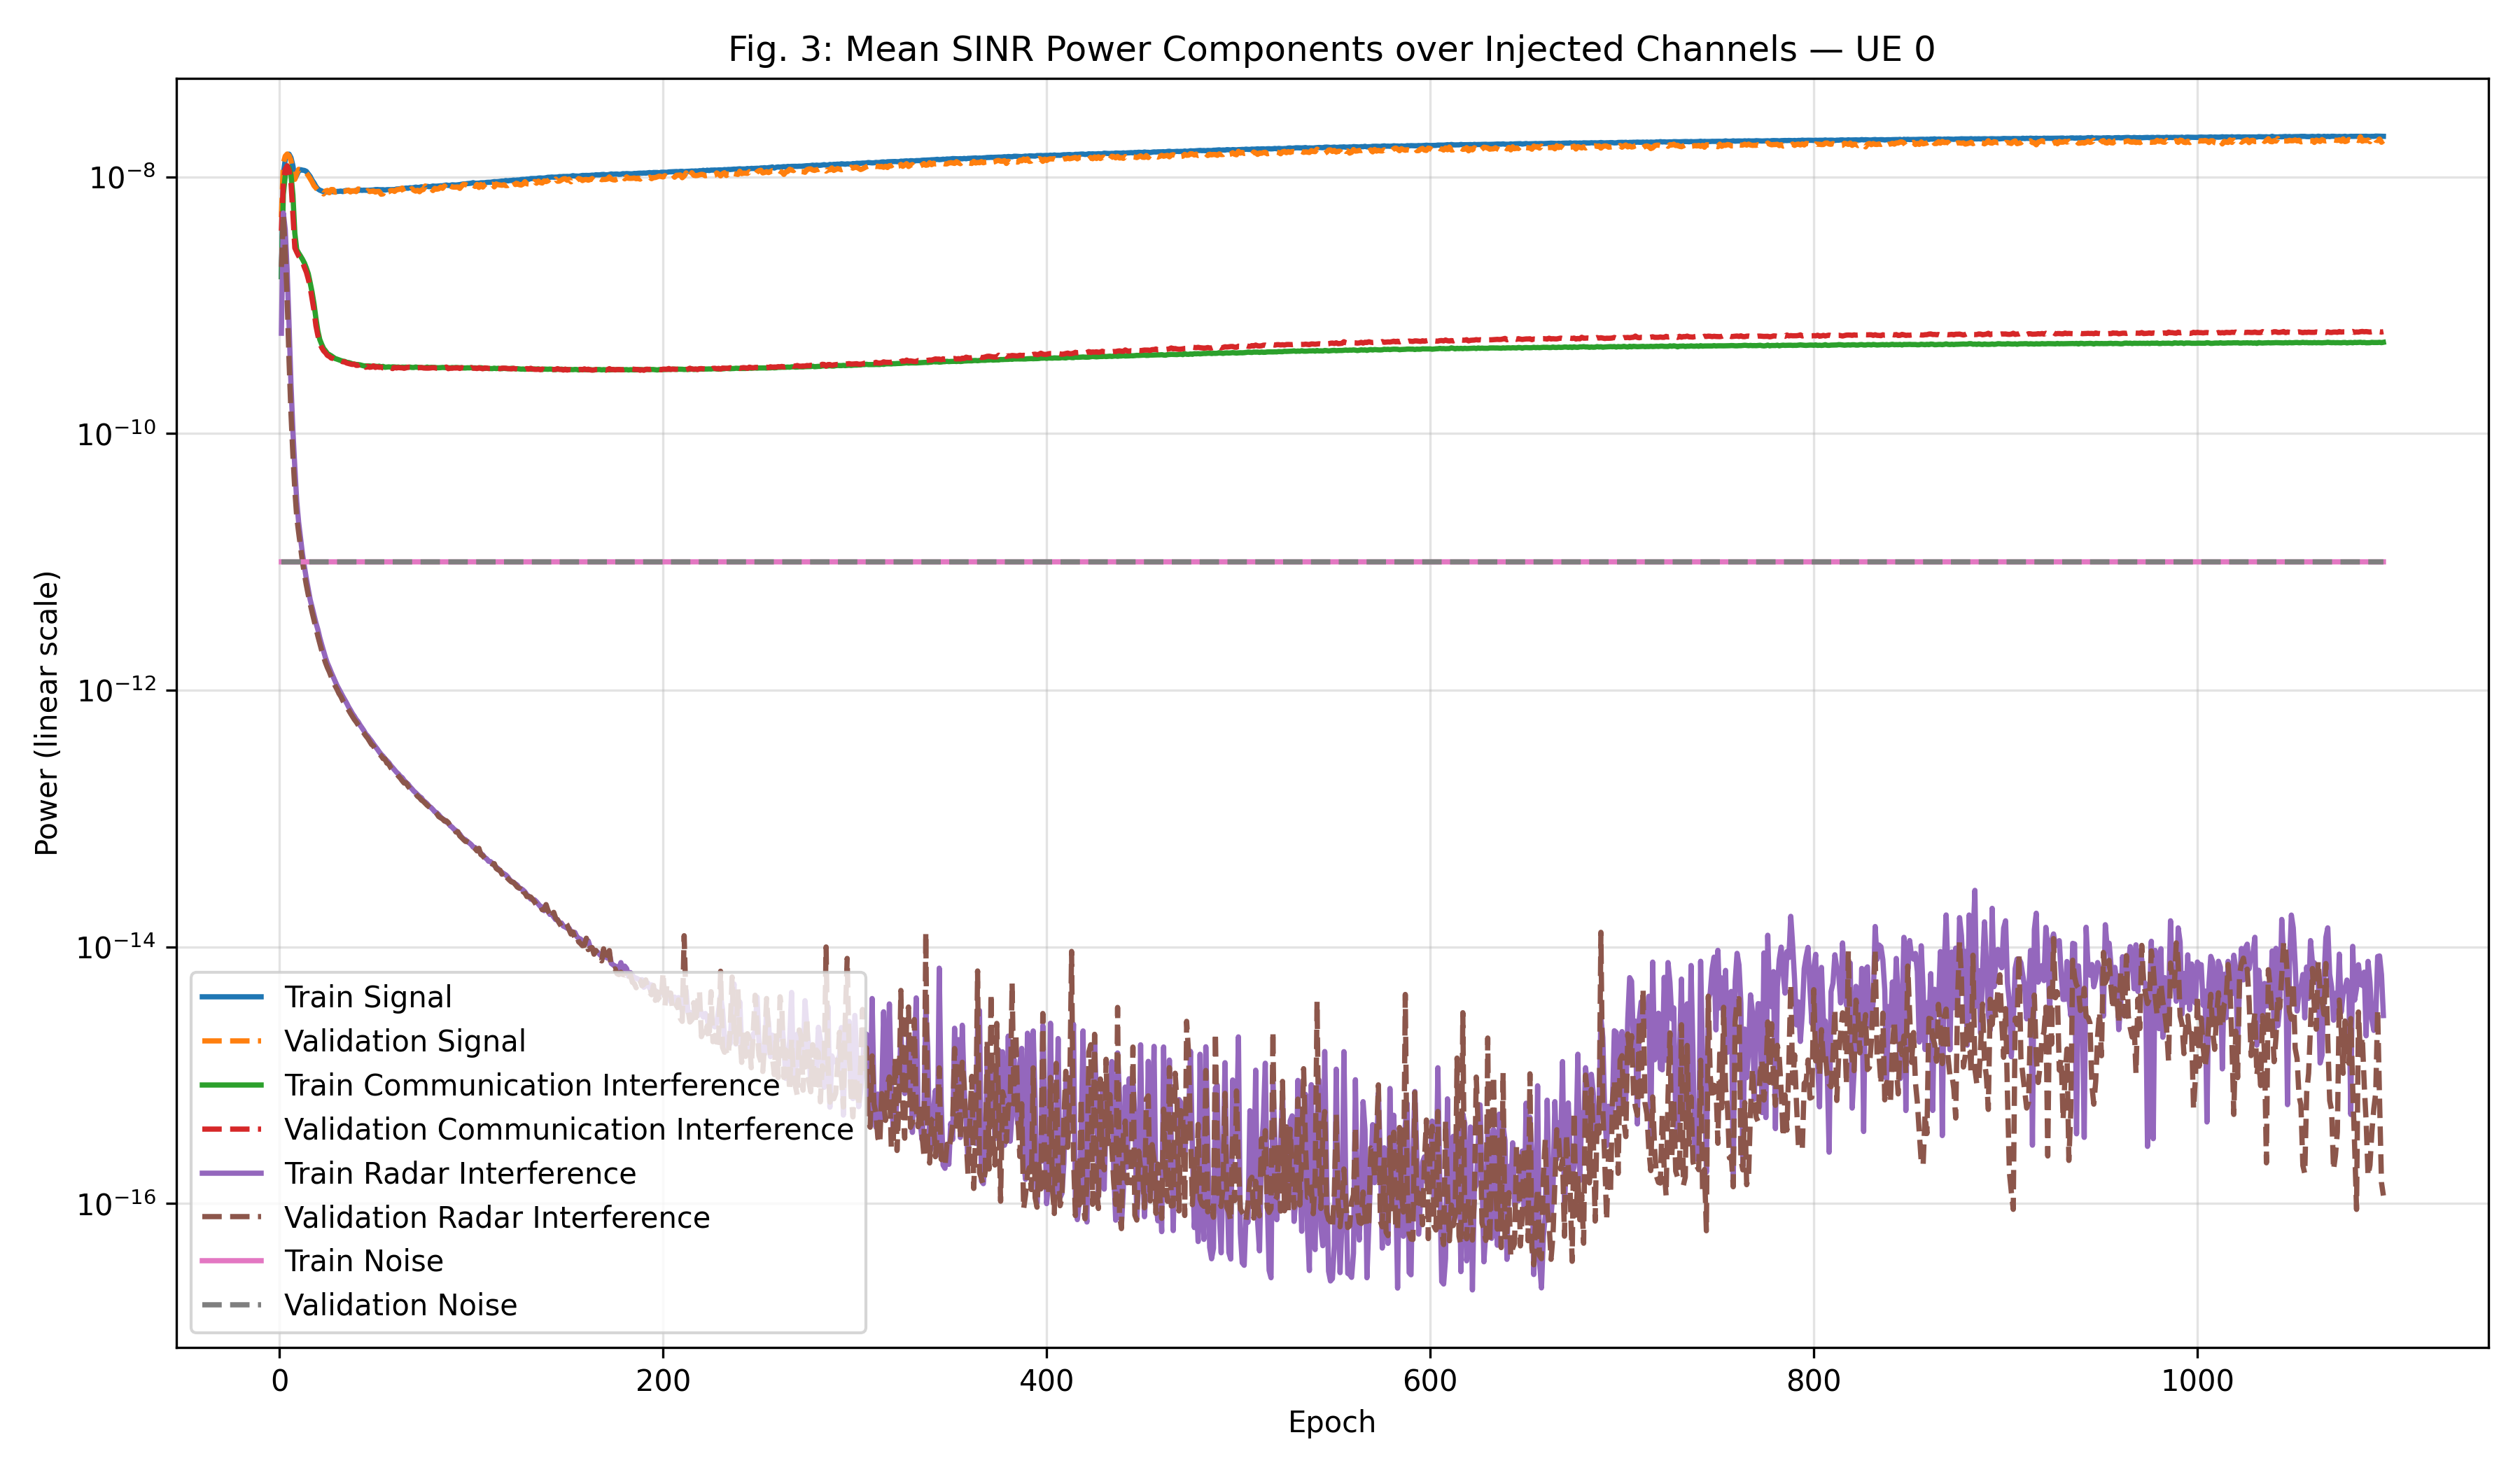 Fig. 3: Mean SINR Power Components over Injected Channels — UE 0
Power (linear scale)
10⁻⁸
10⁻¹⁰
10⁻¹²
10⁻¹⁴
10⁻¹⁶
Train Signal
Validation Signal
Train Communication Interference
Validation Communication Interference
Train Radar Interference
Validation Radar Interference
Train Noise
Validation Noise
0 200 400 600 800 1000
Epoch